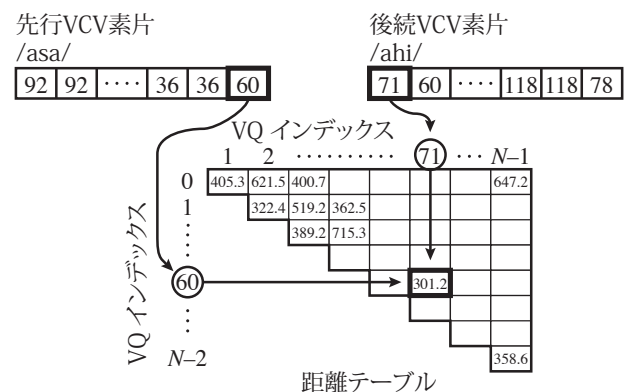 先行VCV素片
/asa/
92 92 ‥‥ 36 36 60
後続VCV素片
/ahi/
71 60 ‥‥ 118 118 78
VQ インデックス
1 2 ‥‥‥‥‥ 71 ‥ N–1
0 405.3 621.5 400.7 647.2
1 322.4 519.2 362.5
389.2 715.3
60 301.2
N–2 358.6
VQ インデックス
距離テーブル